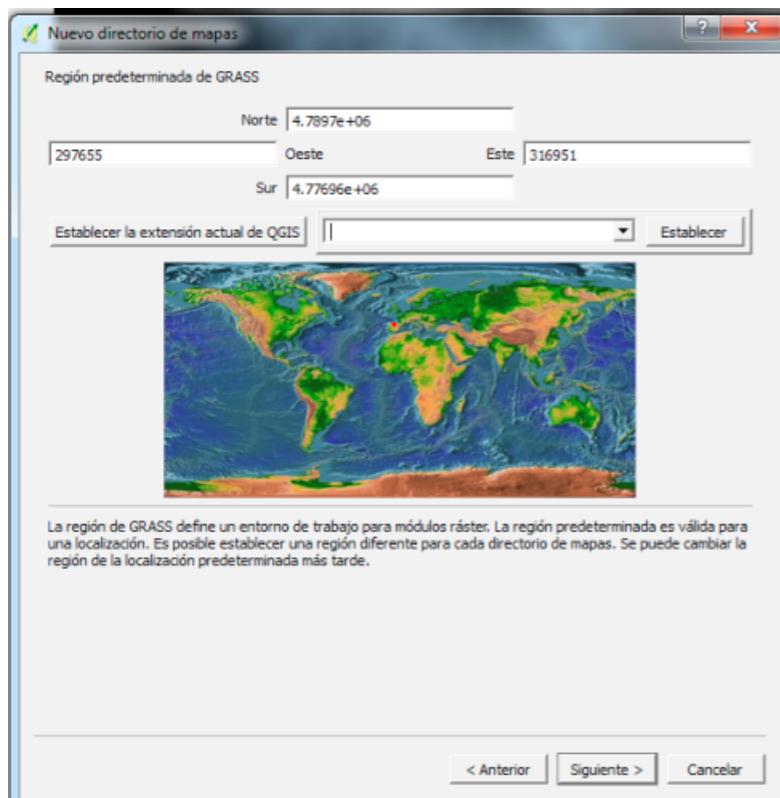 Nuevo directorio de mapas
Región predeterminada de GRASS
Norte 4.7897e+06
297655 Oeste Este 316951
Sur 4.77696e+06
Establecer la extensión actual de QGIS Establecer
La región de GRASS define un entorno de trabajo para módulos ráster. La región predeterminada es válida para
una localización. Es posible establecer una región diferente para cada directorio de mapas. Se puede cambiar la
región de la localización predeterminada más tarde.
< Anterior Siguiente > Cancelar